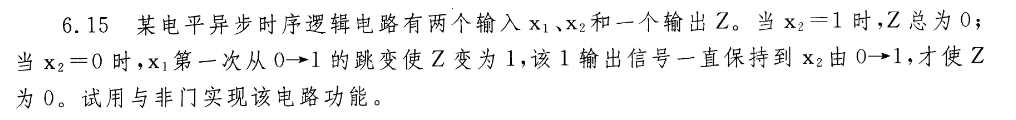 6.15 某电平异步时序逻辑电路有两个输入 x₁、x₂和一个输出 Z。当 x₂=1 时,Z 总为 0;
当 x₂=0 时,x₁第一次从 0→1 的跳变使 Z 变为 1,该 1 输出信号一直保持到 x₂由 0→1,才使 Z
为 0。试用与非门实现该电路功能。